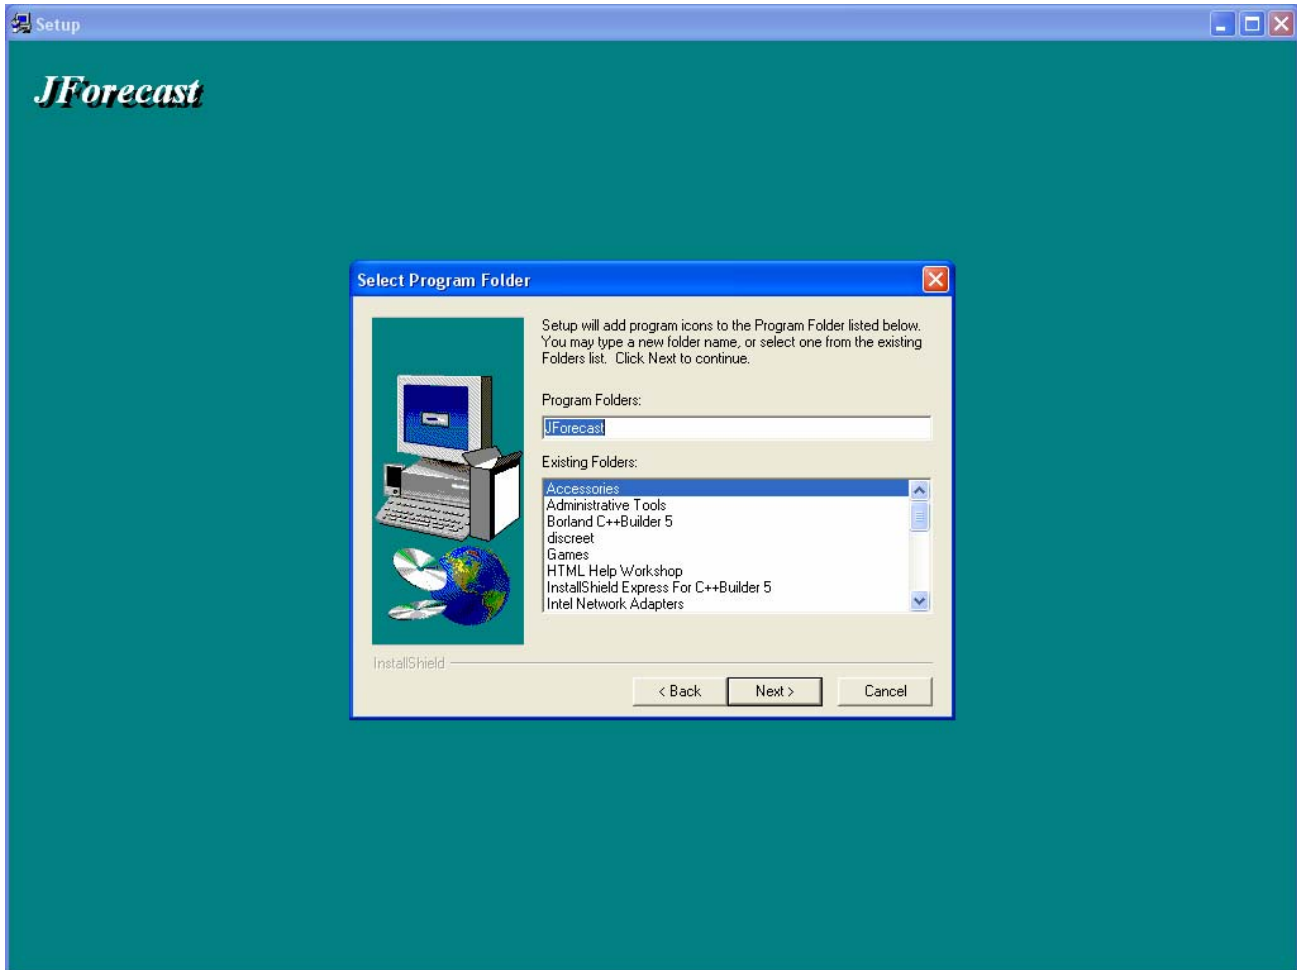 Setup
JForecast
Select Program Folder
Setup will add program icons to the Program Folder listed below.
You may type a new folder name, or select one from the existing
Folders list.  Click Next to continue.
Program Folders:
JForecast
Existing Folders:
Accessories
Administrative Tools
Borland C++Builder 5
discreet
Games
HTML Help Workshop
InstallShield Express For C++Builder 5
Intel Network Adapters
InstallShield
< Back
Next >
Cancel